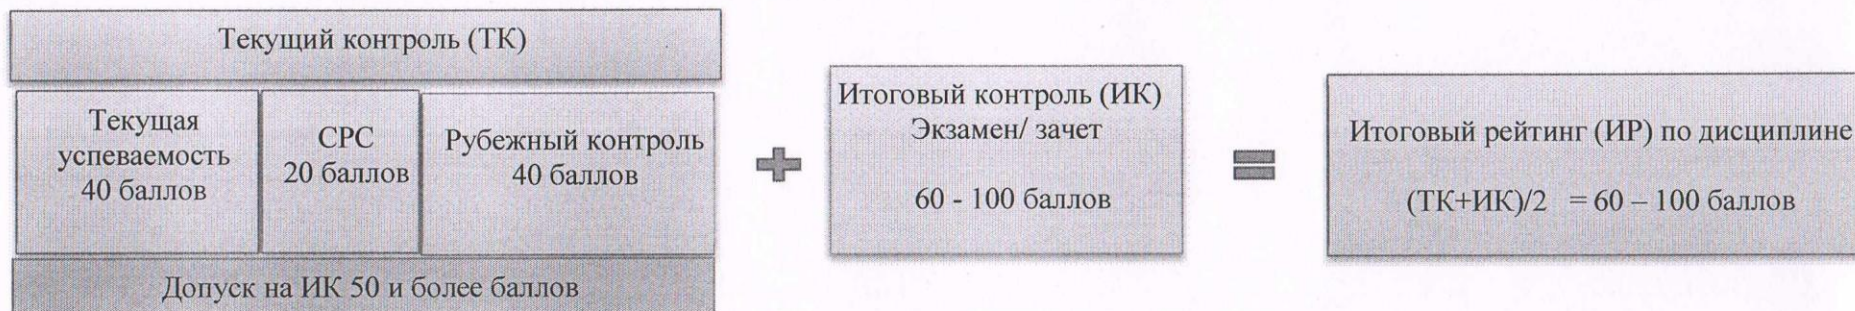 Текущий контроль (ТК)
Текущая
успеваемость
40 баллов
СРС
20 баллов
Рубежный контроль
40 баллов
Допуск на ИК 50 и более баллов
Итоговый контроль (ИК)
Экзамен/ зачет
60 - 100 баллов
Итоговый рейтинг (ИР) по дисциплине
(ТК+ИК)/2 = 60 – 100 баллов